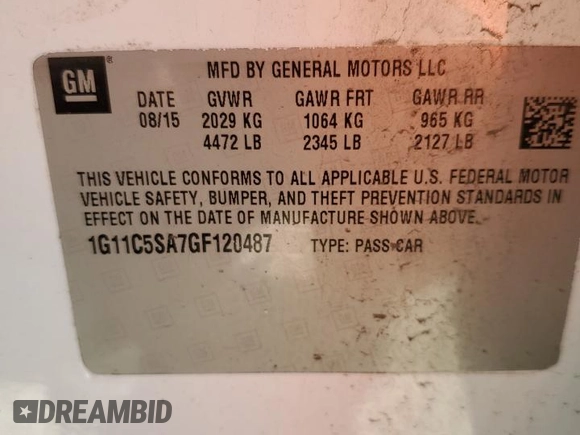 GM ®
MFD BY GENERAL MOTORS LLC
DATE GVWR GAWR FRT GAWR RR
08/15 2029 KG 1064 KG 965 KG
4472 LB 2345 LB 2127 LB
THIS VEHICLE CONFORMS TO ALL APPLICABLE U.S. FEDERAL MOTOR
VEHICLE SAFETY, BUMPER, AND THEFT PREVENTION STANDARDS IN
EFFECT ON THE DATE OF MANUFACTURE SHOWN ABOVE.
1G11C5SA7GF120487 TYPE: PASS CAR
DREAMBID